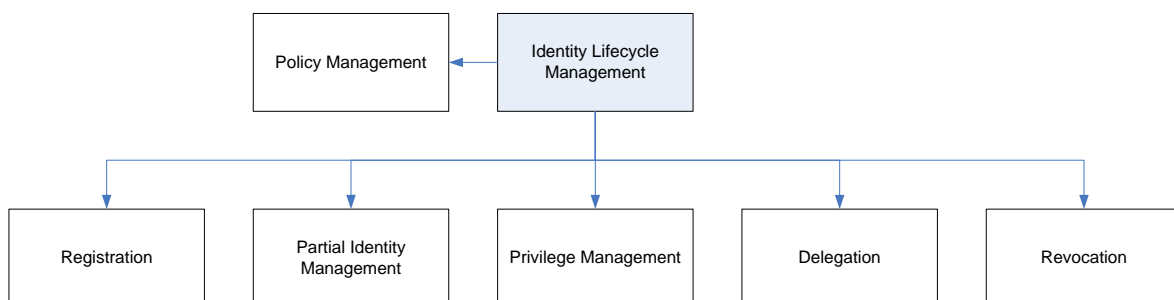 Policy Management
Identity Lifecycle
Management
Registration
Partial Identity
Management
Privilege Management
Delegation
Revocation